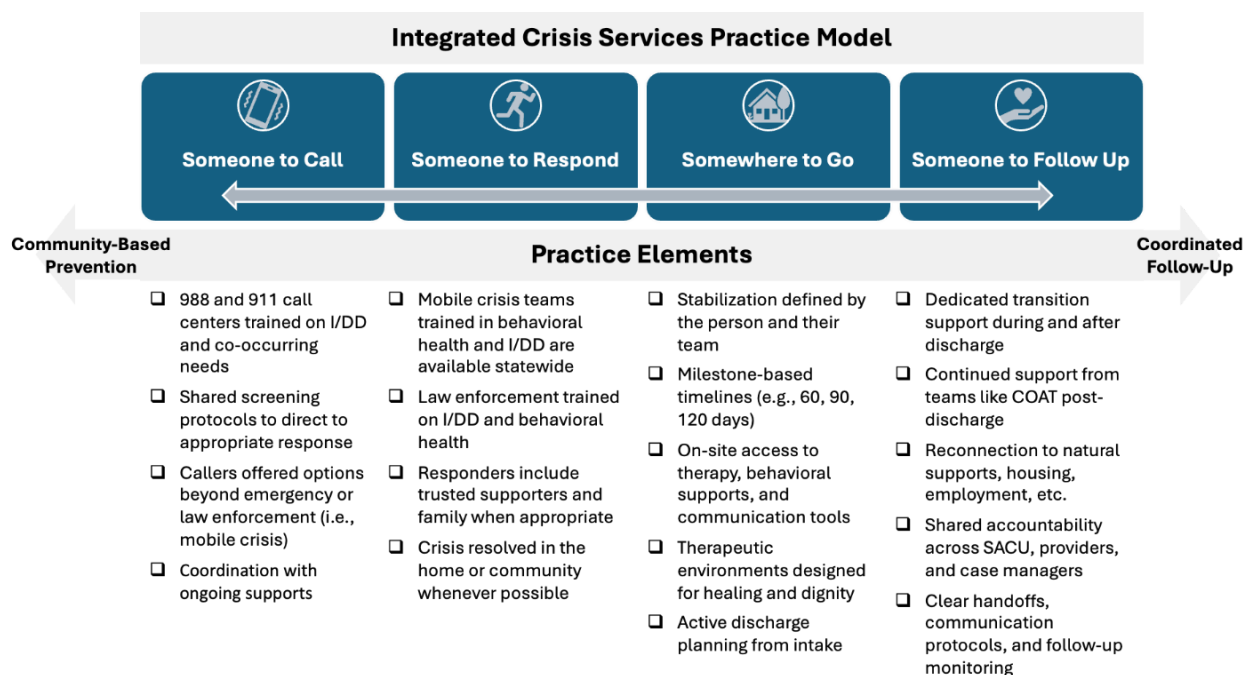 Integrated Crisis Services Practice Model
Someone to Call
Someone to Respond
Somewhere to Go
Someone to Follow Up
Community-Based
Prevention
Practice Elements
Coordinated
Follow-Up
❑ 988 and 911 call
centers trained on I/DD
and co-occurring
needs
❑ Shared screening
protocols to direct to
appropriate response
❑ Callers offered options
beyond emergency or
law enforcement (i.e.,
mobile crisis)
❑ Coordination with
ongoing supports
❑ Mobile crisis teams
trained in behavioral
health and I/DD are
available statewide
❑ Law enforcement trained
on I/DD and behavioral
health
❑ Responders include
trusted supporters and
family when appropriate
❑ Crisis resolved in the
home or community
whenever possible
❑ Stabilization defined by
the person and their
team
❑ Milestone-based
timelines (e.g., 60, 90,
120 days)
❑ On-site access to
therapy, behavioral
supports, and
communication tools
❑ Therapeutic
environments designed
for healing and dignity
❑ Active discharge
planning from intake
❑ Dedicated transition
support during and after
discharge
❑ Continued support from
teams like COAT post-
discharge
❑ Reconnection to natural
supports, housing,
employment, etc.
❑ Shared accountability
across SACU, providers,
and case managers
❑ Clear handoffs,
communication
protocols, and follow-up
monitoring